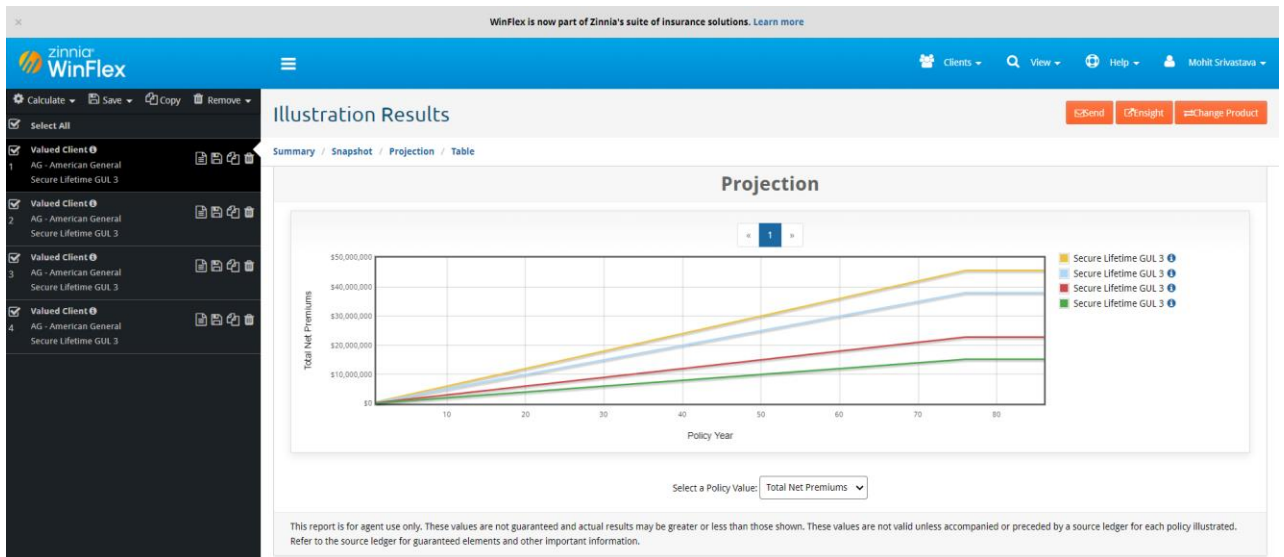 × WinFlex is now part of Zinnia's suite of insurance solutions. Learn more
zinnia
WinFlex
Clients View Help Mohit Srivastava
Calculate Save Copy Remove
Select All
Illustration Results
Send Ensight Change Product
Summary / Snapshot / Projection / Table
1 Valued Client
AG - American General
Secure Lifetime GUL 3
2 Valued Client
AG - American General
Secure Lifetime GUL 3
3 Valued Client
AG - American General
Secure Lifetime GUL 3
4 Valued Client
AG - American General
Secure Lifetime GUL 3
Projection
« 1 »
Total Net Premiums
$50,000,000
$40,000,000
$30,000,000
$20,000,000
$10,000,000
$0
10 20 30 40 50 60 70 80
Policy Year
Secure Lifetime GUL 3
Secure Lifetime GUL 3
Secure Lifetime GUL 3
Secure Lifetime GUL 3
Select a Policy Value: Total Net Premiums
This report is for agent use only. These values are not guaranteed and actual results may be greater or less than those shown. These values are not valid unless accompanied or preceded by a source ledger for each policy illustrated.
Refer to the source ledger for guaranteed elements and other important information.